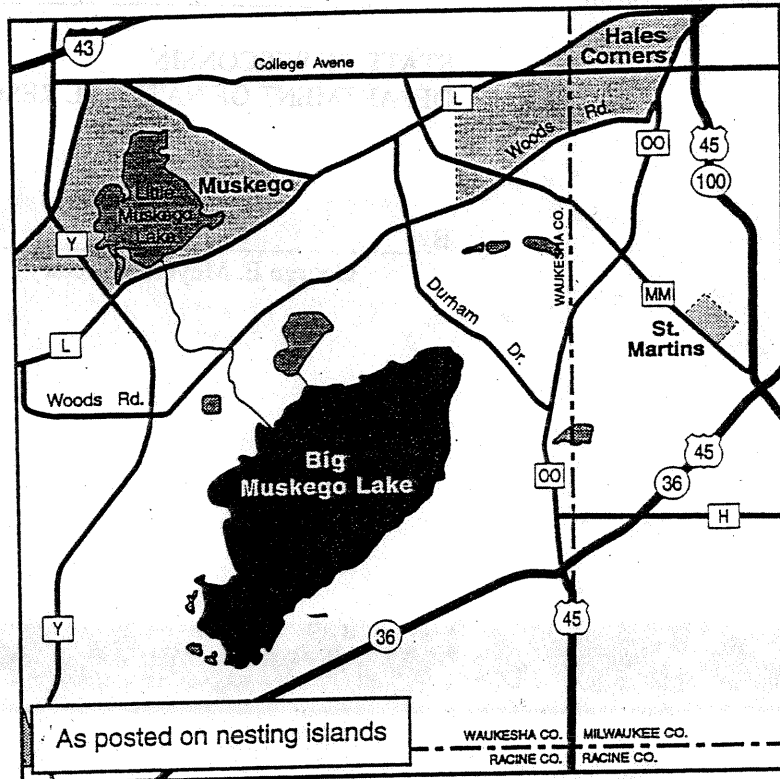 43
College Avene
Hales
Corners
L
Woods Rd.
OO
45
100
Little
Muskego
Lake
Muskego
Y
WAUKESHA CO.
MM
St.
Martins
Durham
Dr.
L
Woods Rd.
Big
Muskego Lake
45
36
OO
H
Y
36
45
As posted on nesting islands
WAUKESHA CO.
MILWAUKEE CO.
RACINE CO.
RACINE CO.